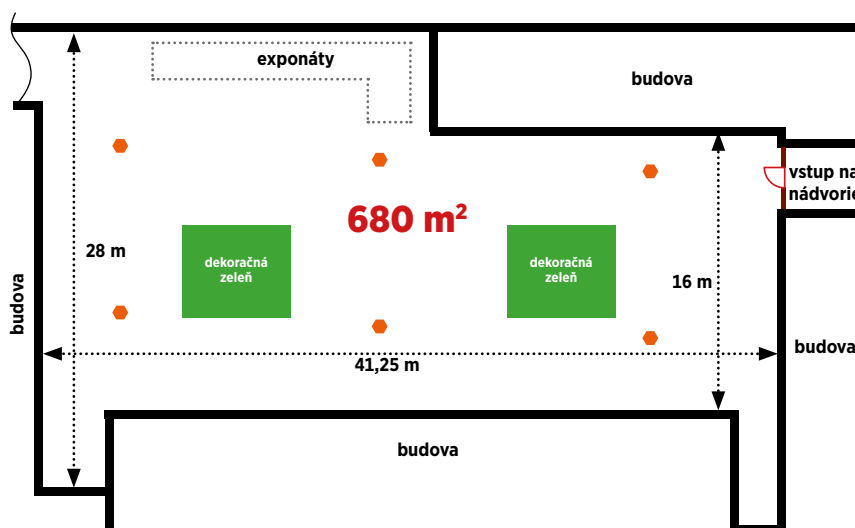 exponáty
budova
vstup na
nádvorie
680 m²
dekoračná
zeleň
dekoračná
zeleň
28 m
16 m
budova
41,25 m
budova
budova